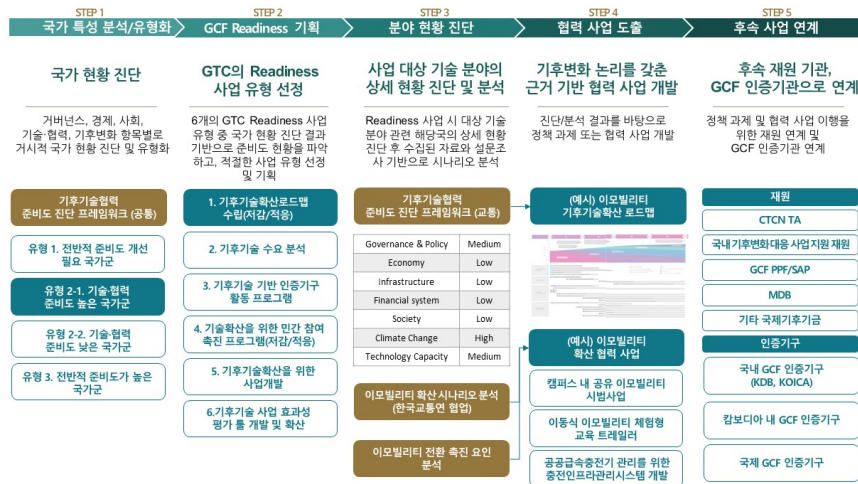 STEP 1
국가 특성 분석/유형화
국가 현황 진단
거버넌스, 경제, 사회,
기술·협력, 기후변화 항목별로
거시적 국가 현황 진단 및 유형화
기후기술협력
준비도 진단 프레임워크 (공통)
유형 1. 전반적 준비도 개선
필요 국가군
유형 2-1. 기술·협력
준비도 높은 국가군
유형 2-2. 기술·협력
준비도 낮은 국가군
유형 3. 전반적 준비도가 높은
국가군
STEP 2
GCF Readiness 기획
GTC의 Readiness
사업 유형 선정
6개의 GTC Readiness 사업
유형 중 국가 현황 진단 결과
기반으로 준비도 현황을 파악
하고, 적절한 사업 유형 선정
및 기획
1. 기후기술확산로드맵
수립(저감/적응)
2. 기후기술 수요 분석
3. 기후기술 기반 인증기구
활동 프로그램
4. 기술확산을 위한 민간 참여
촉진 프로그램(저감/적응)
5. 기후기술확산을 위한
사업개발
6.기후기술 사업 효과성
평가 툴 개발 및 확산
STEP 3
분야 현황 진단
사업 대상 기술 분야의
상세 현황 진단 및 분석
Readiness 사업 시 대상 기술
분야 관련 해당국의 상세 현황
진단 후 수집된 자료와 설문조
사 기반으로 시나리오 분석
기후기술협력
준비도 진단 프레임워크 (교통)
Governance & Policy Medium
Economy Low
Infrastructure Low
Financial system Low
Society Low
Climate Change High
Technology Capacity Medium
이모빌리티 확산 시나리오 분석
(한국교통연 협업)
이모빌리티 전환 촉진 요인
분석
STEP 4
협력 사업 도출
기후변화 논리를 갖춘
근거 기반 협력 사업 개발
진단/분석 결과를 바탕으로
정책 과제 또는 협력 사업 개발
(예시) 이모빌리티
기후기술확산 로드맵
(예시) 이모빌리티
확산 협력 사업
캠퍼스 내 공유 이모빌리티
시범사업
이동식 이모빌리티 체험형
교육 트레일러
공공급속충전기 관리를 위한
충전인프라관리시스템 개발
STEP 5
후속 사업 연계
후속 재원 기관,
GCF 인증기관으로 연계
정책 과제 및 협력 사업 이행을
위한 재원 연계 및
GCF 인증기관 연계
재원
CTCN TA
국내 기후변화대응 사업 지원 재원
GCF PPF/SAP
MDB
기타 국제기후기금
인증기구
국내 GCF 인증기구
(KDB, KOICA)
캄보디아 내 GCF 인증기구
국제 GCF 인증기구